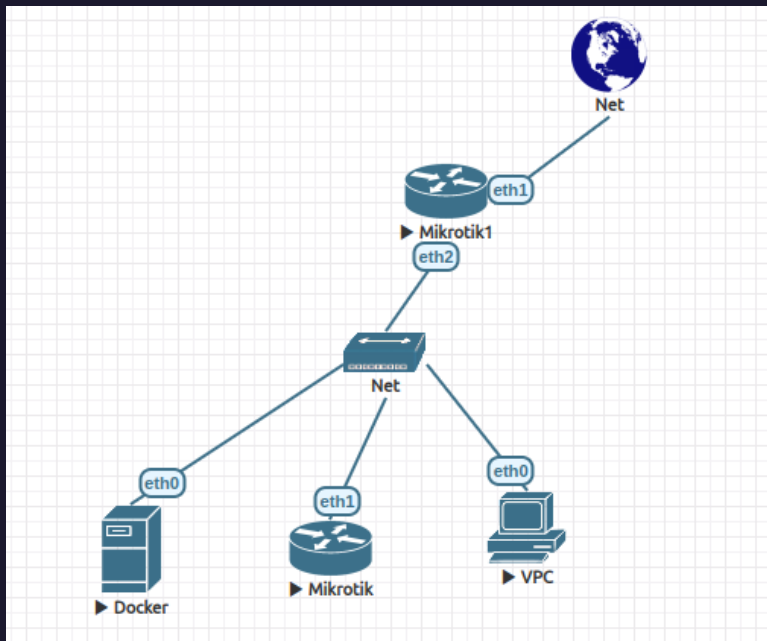 Net
eth1
Mikrotik1
eth2
Net
eth0
eth1
eth0
Docker
Mikrotik
VPC